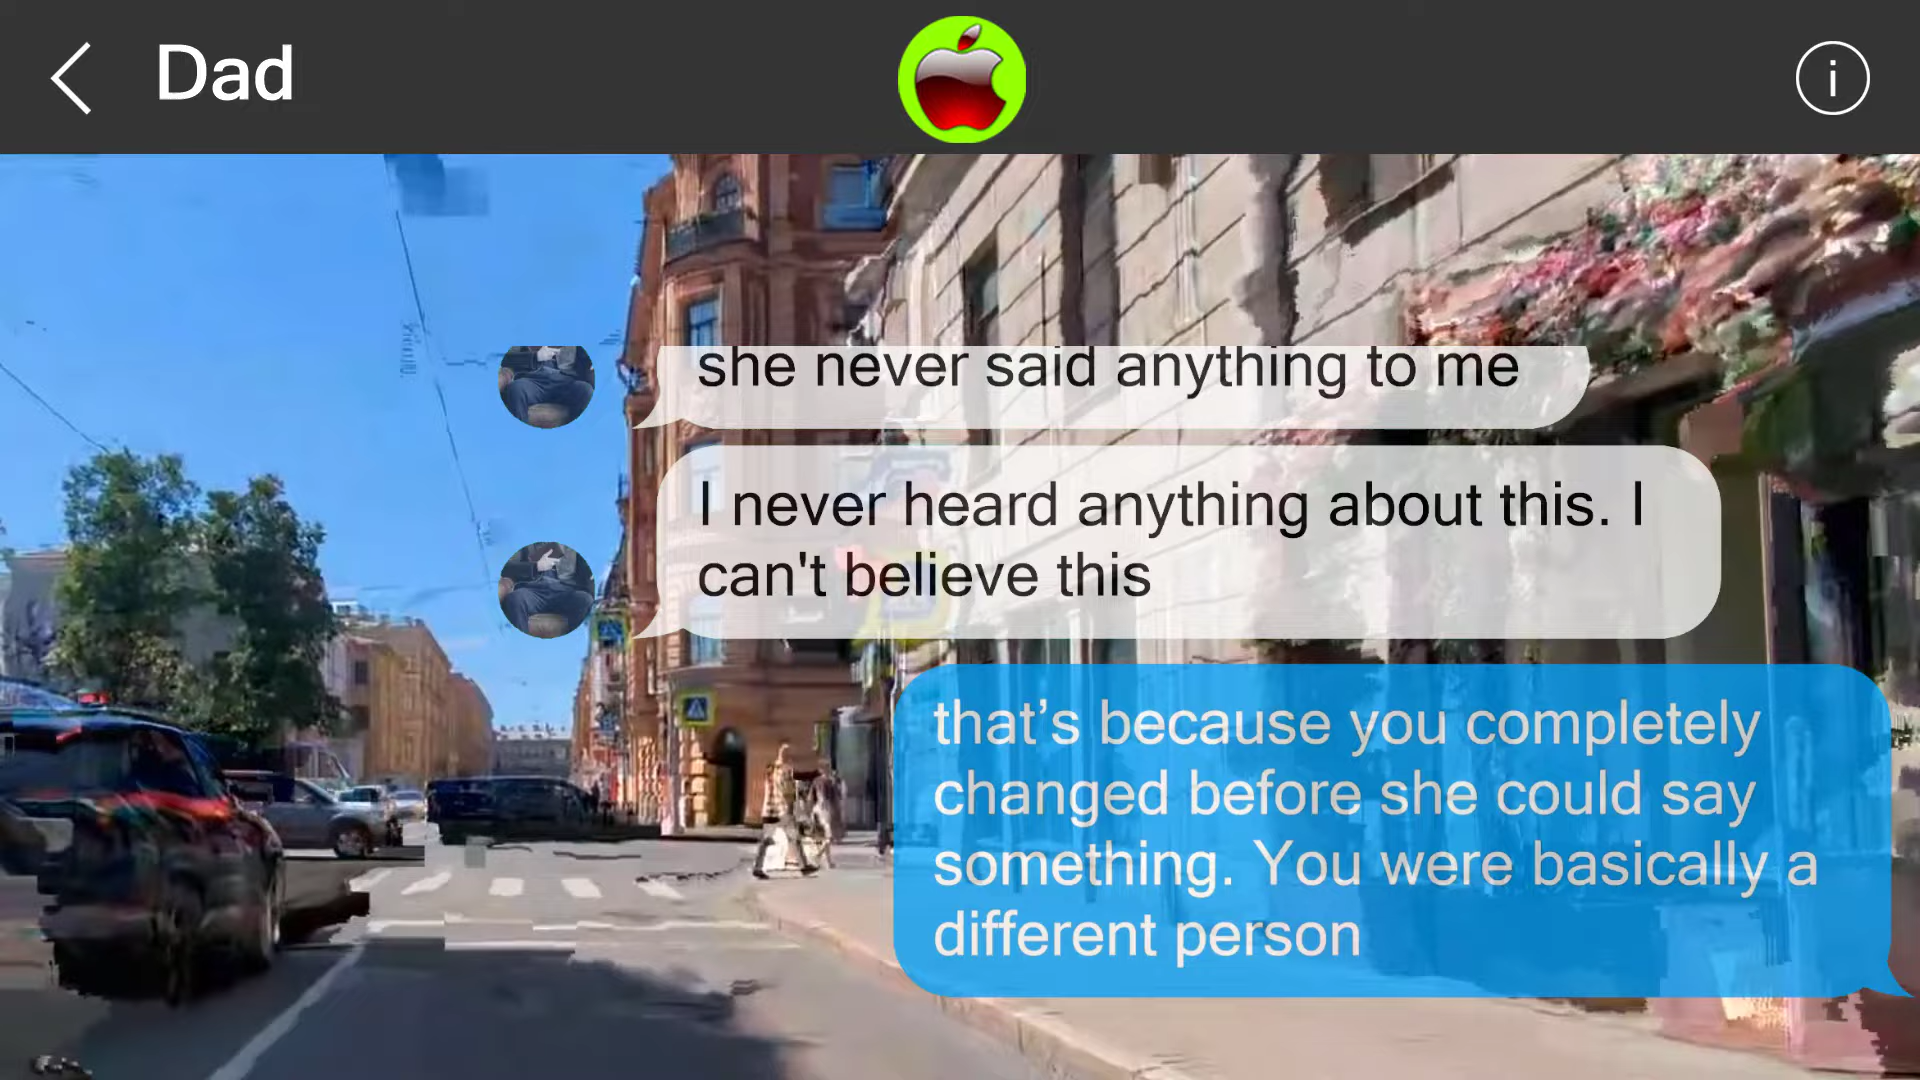 Dad
she never said anything to me
I never heard anything about this. I
can't believe this
that’s because you completely
changed before she could say
something. You were basically a
different person